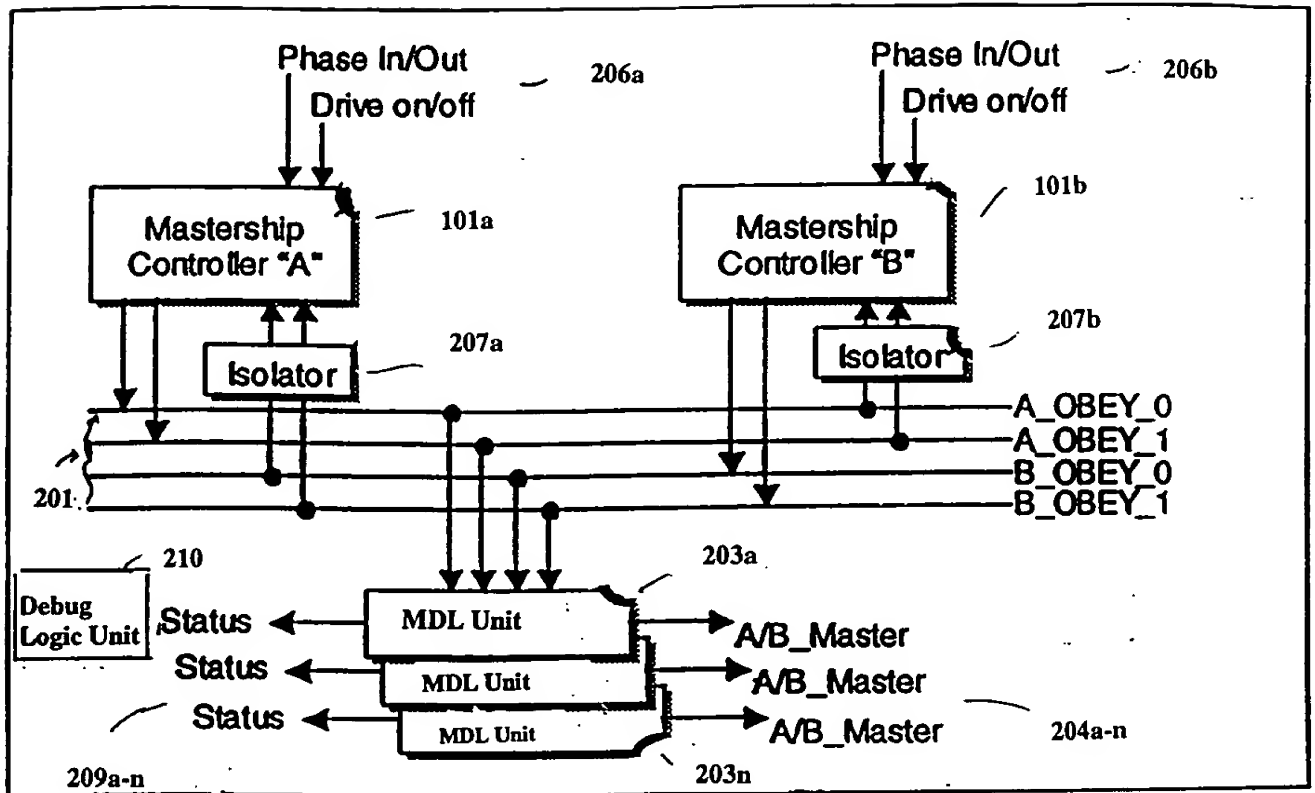 Phase In/Out
Drive on/off
206a
Phase In/Out
Drive on/off
206b
Mastership
Controller "A"
101a
Mastership
Controller "B"
101b
Isolator
207a
Isolator
207b
A_OBEY_0
A_OBEY_1
B_OBEY_0
B_OBEY_1
201
210
Debug
Logic Unit
203a
Status
MDL Unit
A/B_Master
Status
MDL Unit
A/B_Master
Status
MDL Unit
A/B_Master
204a-n
209a-n
203n